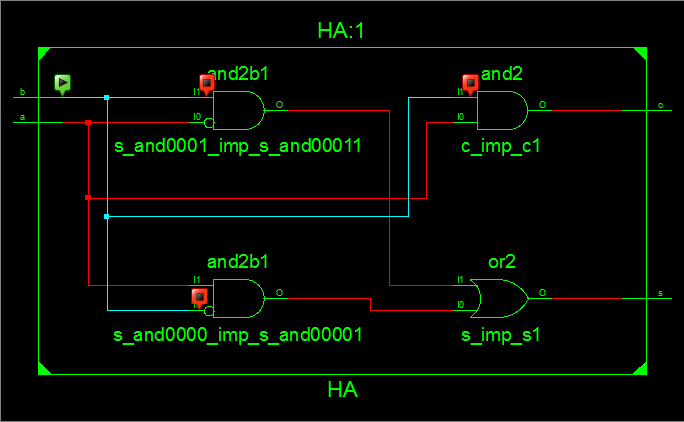 HA:1
and2b1
and2
b
I1
O
I1
O
c
a
I0
I0
s_and0001_imp_s_and00011
c_imp_c1
and2b1
or2
I1
O
I1
O
s
I0
I0
s_and0000_imp_s_and00001
s_imp_s1
HA